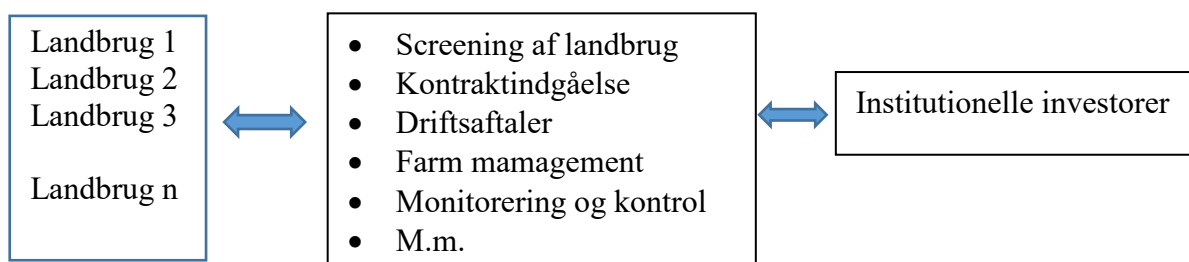 Landbrug 1
Landbrug 2
Landbrug 3
Landbrug n
• Screening af landbrug
• Kontraktindgåelse
• Driftsaftaler
• Farm mamagement
• Monitorering og kontrol
• M.m.
Institutionelle investorer